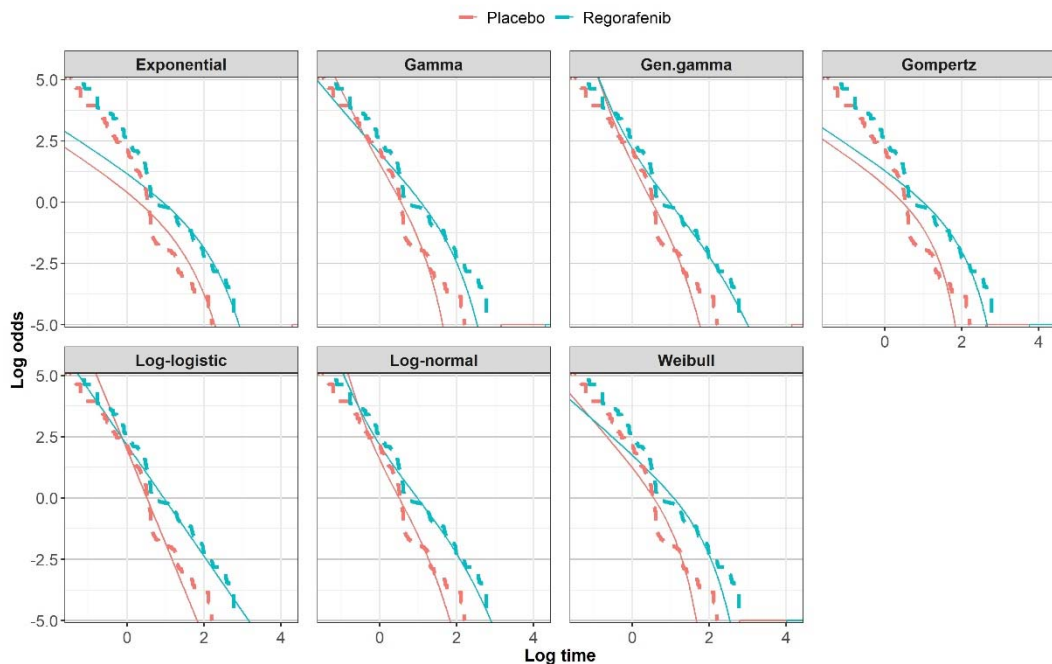 Placebo Regorafenib
Exponential Gamma Gen.gamma Gompertz
5.0
2.5
0.0
-2.5
-5.0
0 2 4
Log-logistic Log-normal Weibull
5.0
2.5
0.0
-2.5
-5.0
0 2 4 0 2 4 0 2 4
Log odds
Log time